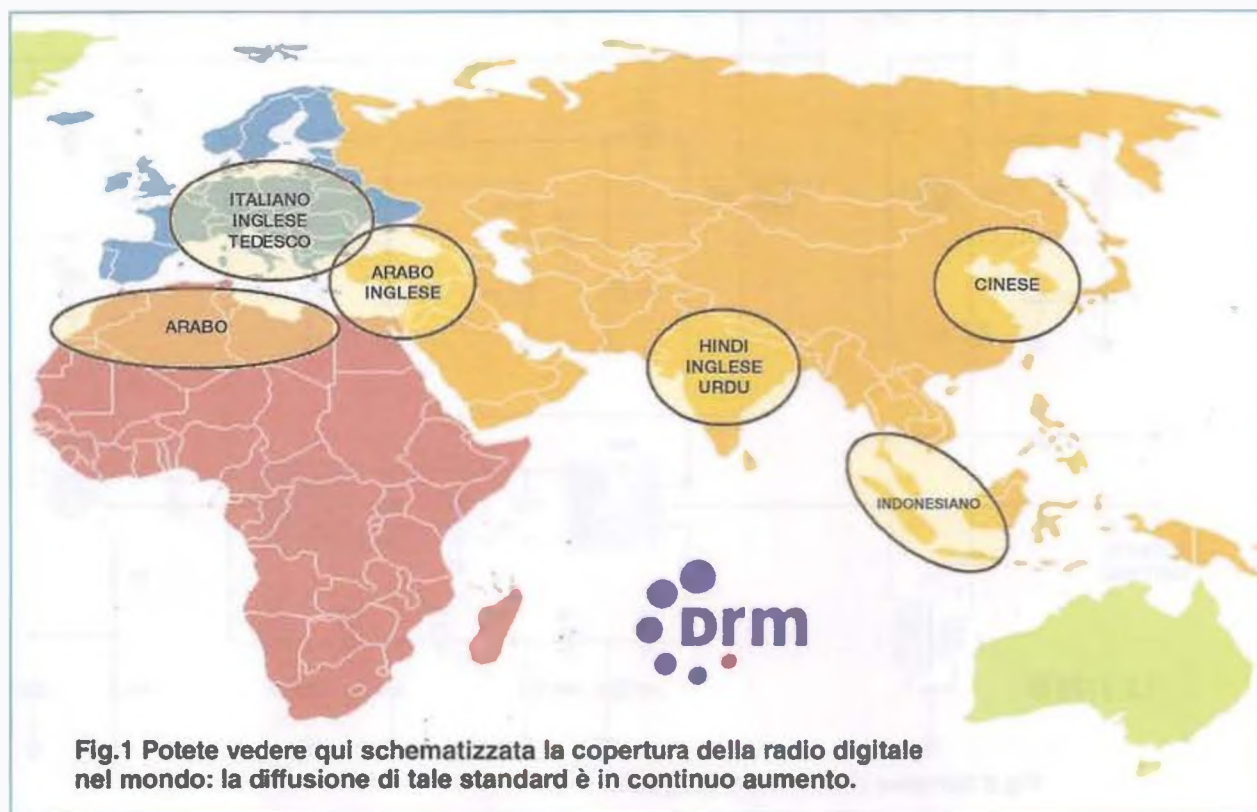 ITALIANO
INGLESE
TEDESCO
ARABO
INGLESE
ARABO
HINDI
INGLESE
URDU
CINESE
INDONESIANO
Drm
Fig.1 Potete vedere qui schematizzata la copertura della radio digitale
nel mondo: la diffusione di tale standard è in continuo aumento.